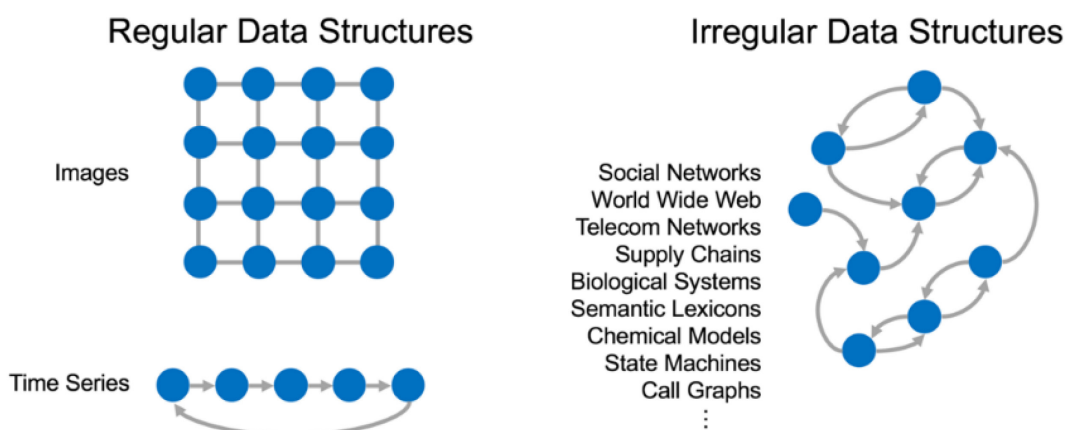 Regular Data Structures
Images
Time Series
Irregular Data Structures
Social Networks
World Wide Web
Telecom Networks
Supply Chains
Biological Systems
Semantic Lexicons
Chemical Models
State Machines
Call Graphs
⋮